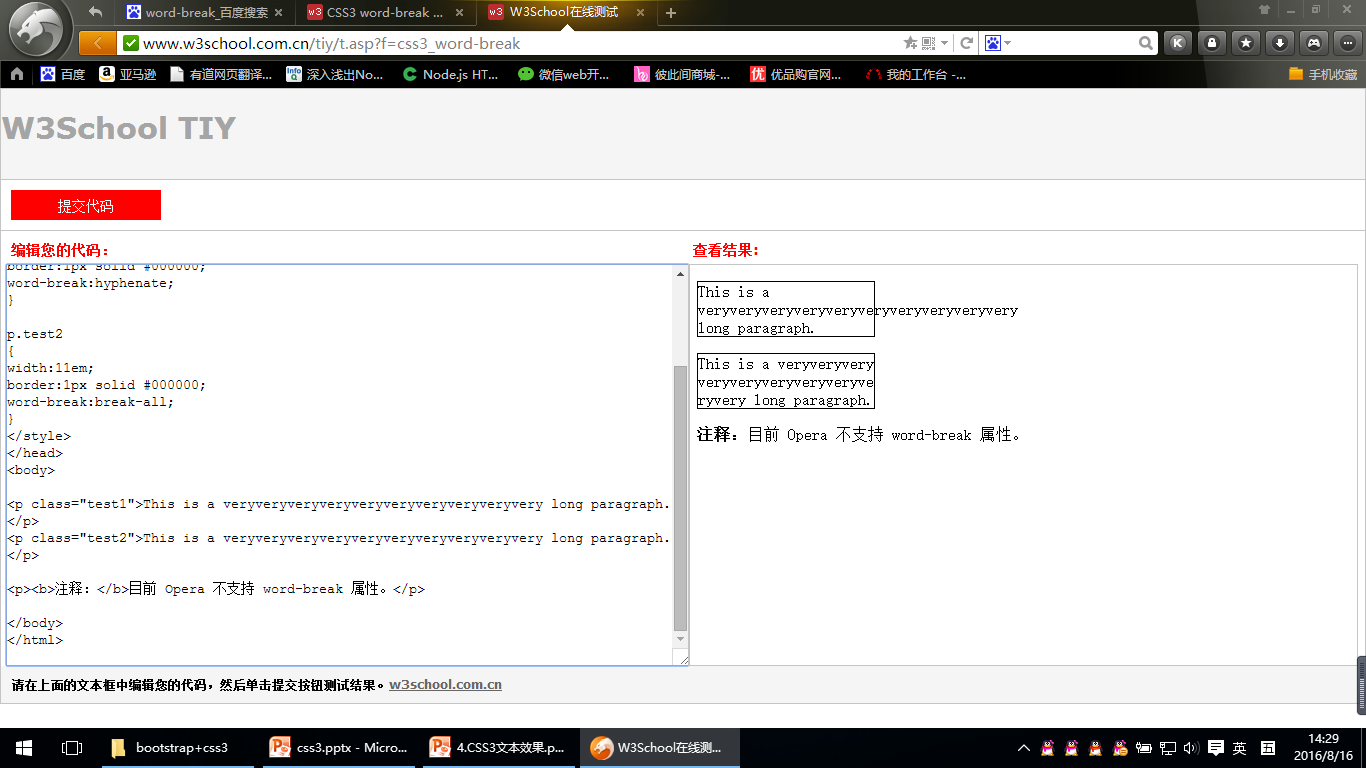 word-break_百度搜索
CSS3 word-break ...
W3School在线测试
www.w3school.com.cn/tiy/t.asp?f=css3_word-break
百度
亚马逊
有道网页翻译...
深入浅出No...
Node.js HT...
微信web开...
彼此间商城-...
优品购官网...
我的工作台 -...
手机收藏
W3School TIY
提交代码
编辑您的代码：
查看结果:
border:1px solid #000000;
word-break:hyphenate;
}
p.test2
{
width:11em;
border:1px solid #000000;
word-break:break-all;
}
</style>
</head>
<body>
<p class="test1">This is a veryveryveryveryveryveryveryveryveryvery long paragraph.
</p>
<p class="test2">This is a veryveryveryveryveryveryveryveryveryvery long paragraph.
</p>
<p><b>注释：</b>目前 Opera 不支持 word-break 属性。</p>
</body>
</html>
This is a
veryveryveryveryveryveryveryveryveryvery
long paragraph.
This is a veryveryvery
veryveryveryveryveryve
ryvery long paragraph.
注释：目前 Opera 不支持 word-break 属性。
请在上面的文本框中编辑您的代码，然后单击提交按钮测试结果。w3school.com.cn
bootstrap+css3
css3.pptx - Micro...
4.CSS3文本效果.p...
W3School在线测...
英
五
14:29
2016/8/16